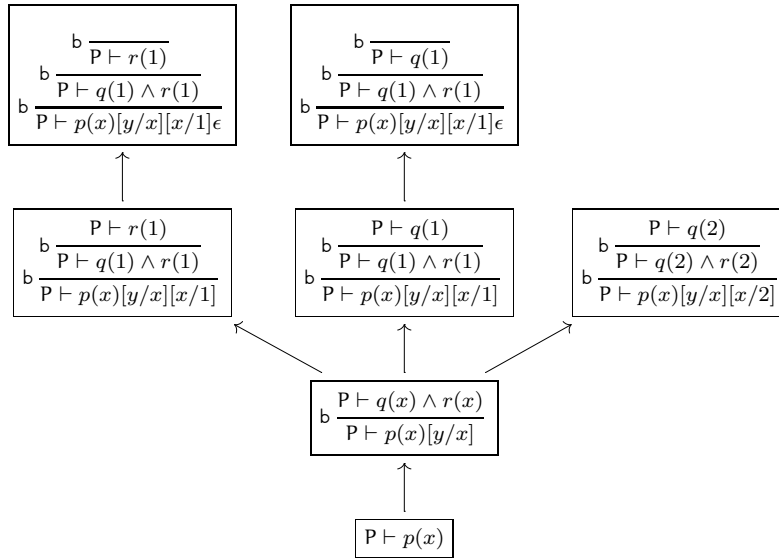 b
P ⊢ r(1)
b
P ⊢ q(1) ∧ r(1)
b
P ⊢ p(x)[y/x][x/1]ϵ
b
P ⊢ q(1)
b
P ⊢ q(1) ∧ r(1)
b
P ⊢ p(x)[y/x][x/1]ϵ
P ⊢ r(1)
b
P ⊢ q(1) ∧ r(1)
b
P ⊢ p(x)[y/x][x/1]
P ⊢ q(1)
b
P ⊢ q(1) ∧ r(1)
b
P ⊢ p(x)[y/x][x/1]
P ⊢ q(2)
b
P ⊢ q(2) ∧ r(2)
b
P ⊢ p(x)[y/x][x/2]
P ⊢ q(x) ∧ r(x)
b
P ⊢ p(x)[y/x]
P ⊢ p(x)